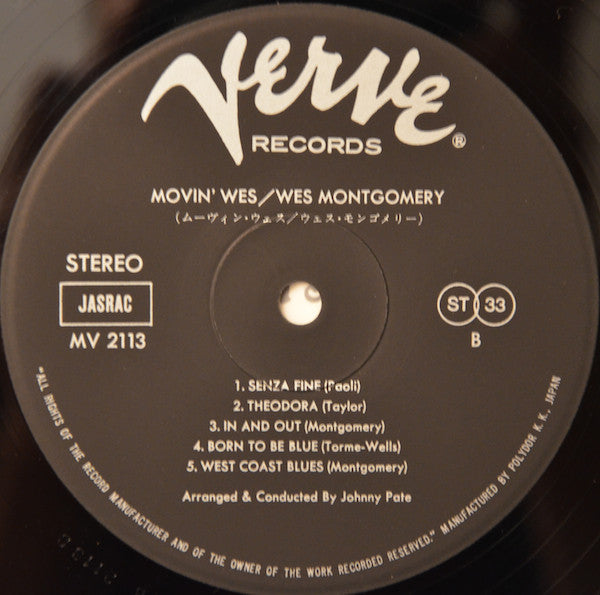 Verve
RECORDS ®
MOVIN' WES/WES MONTGOMERY
(ムーヴィン・ウェス/ウェス・モンゴメリー)
STEREO
JASRAC
MV 2113
ST 33
B
1. SENZA FINE (Paoli)
2. THEODORA (Taylor)
3. IN AND OUT (Montgomery)
4. BORN TO BE BLUE (Torme-Wells)
5. WEST COAST BLUES (Montgomery)
Arranged & Conducted By Johnny Pate
"ALL RIGHTS OF THE RECORD MANUFACTURER AND OF THE OWNER OF THE WORK RECORDED RESERVED." MANUFACTURED BY POLYDOR K. K., JAPAN